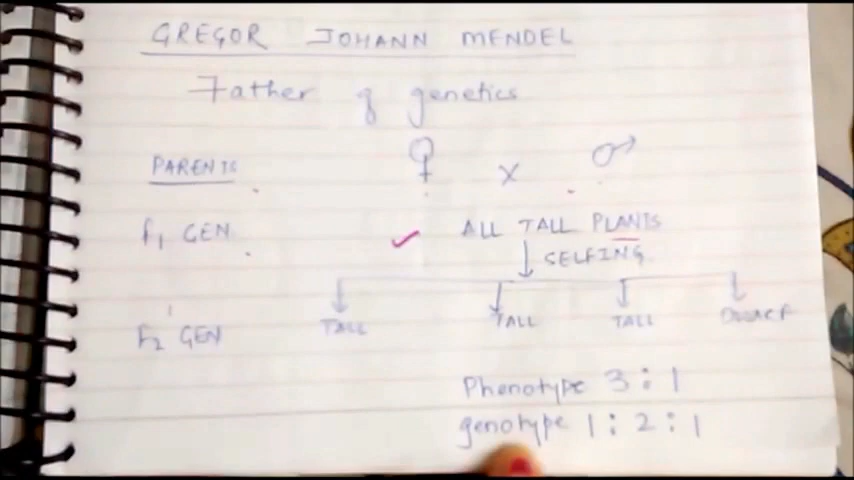 GREGOR JOHANN MENDEL
Father of genetics
PARENTS ♀ X ♂
F1 GEN ✓ ALL TALL PLANTS
SELFING
F2 GEN TALL TALL TALL DWARF
Phenotype 3 : 1
genotype 1 : 2 : 1